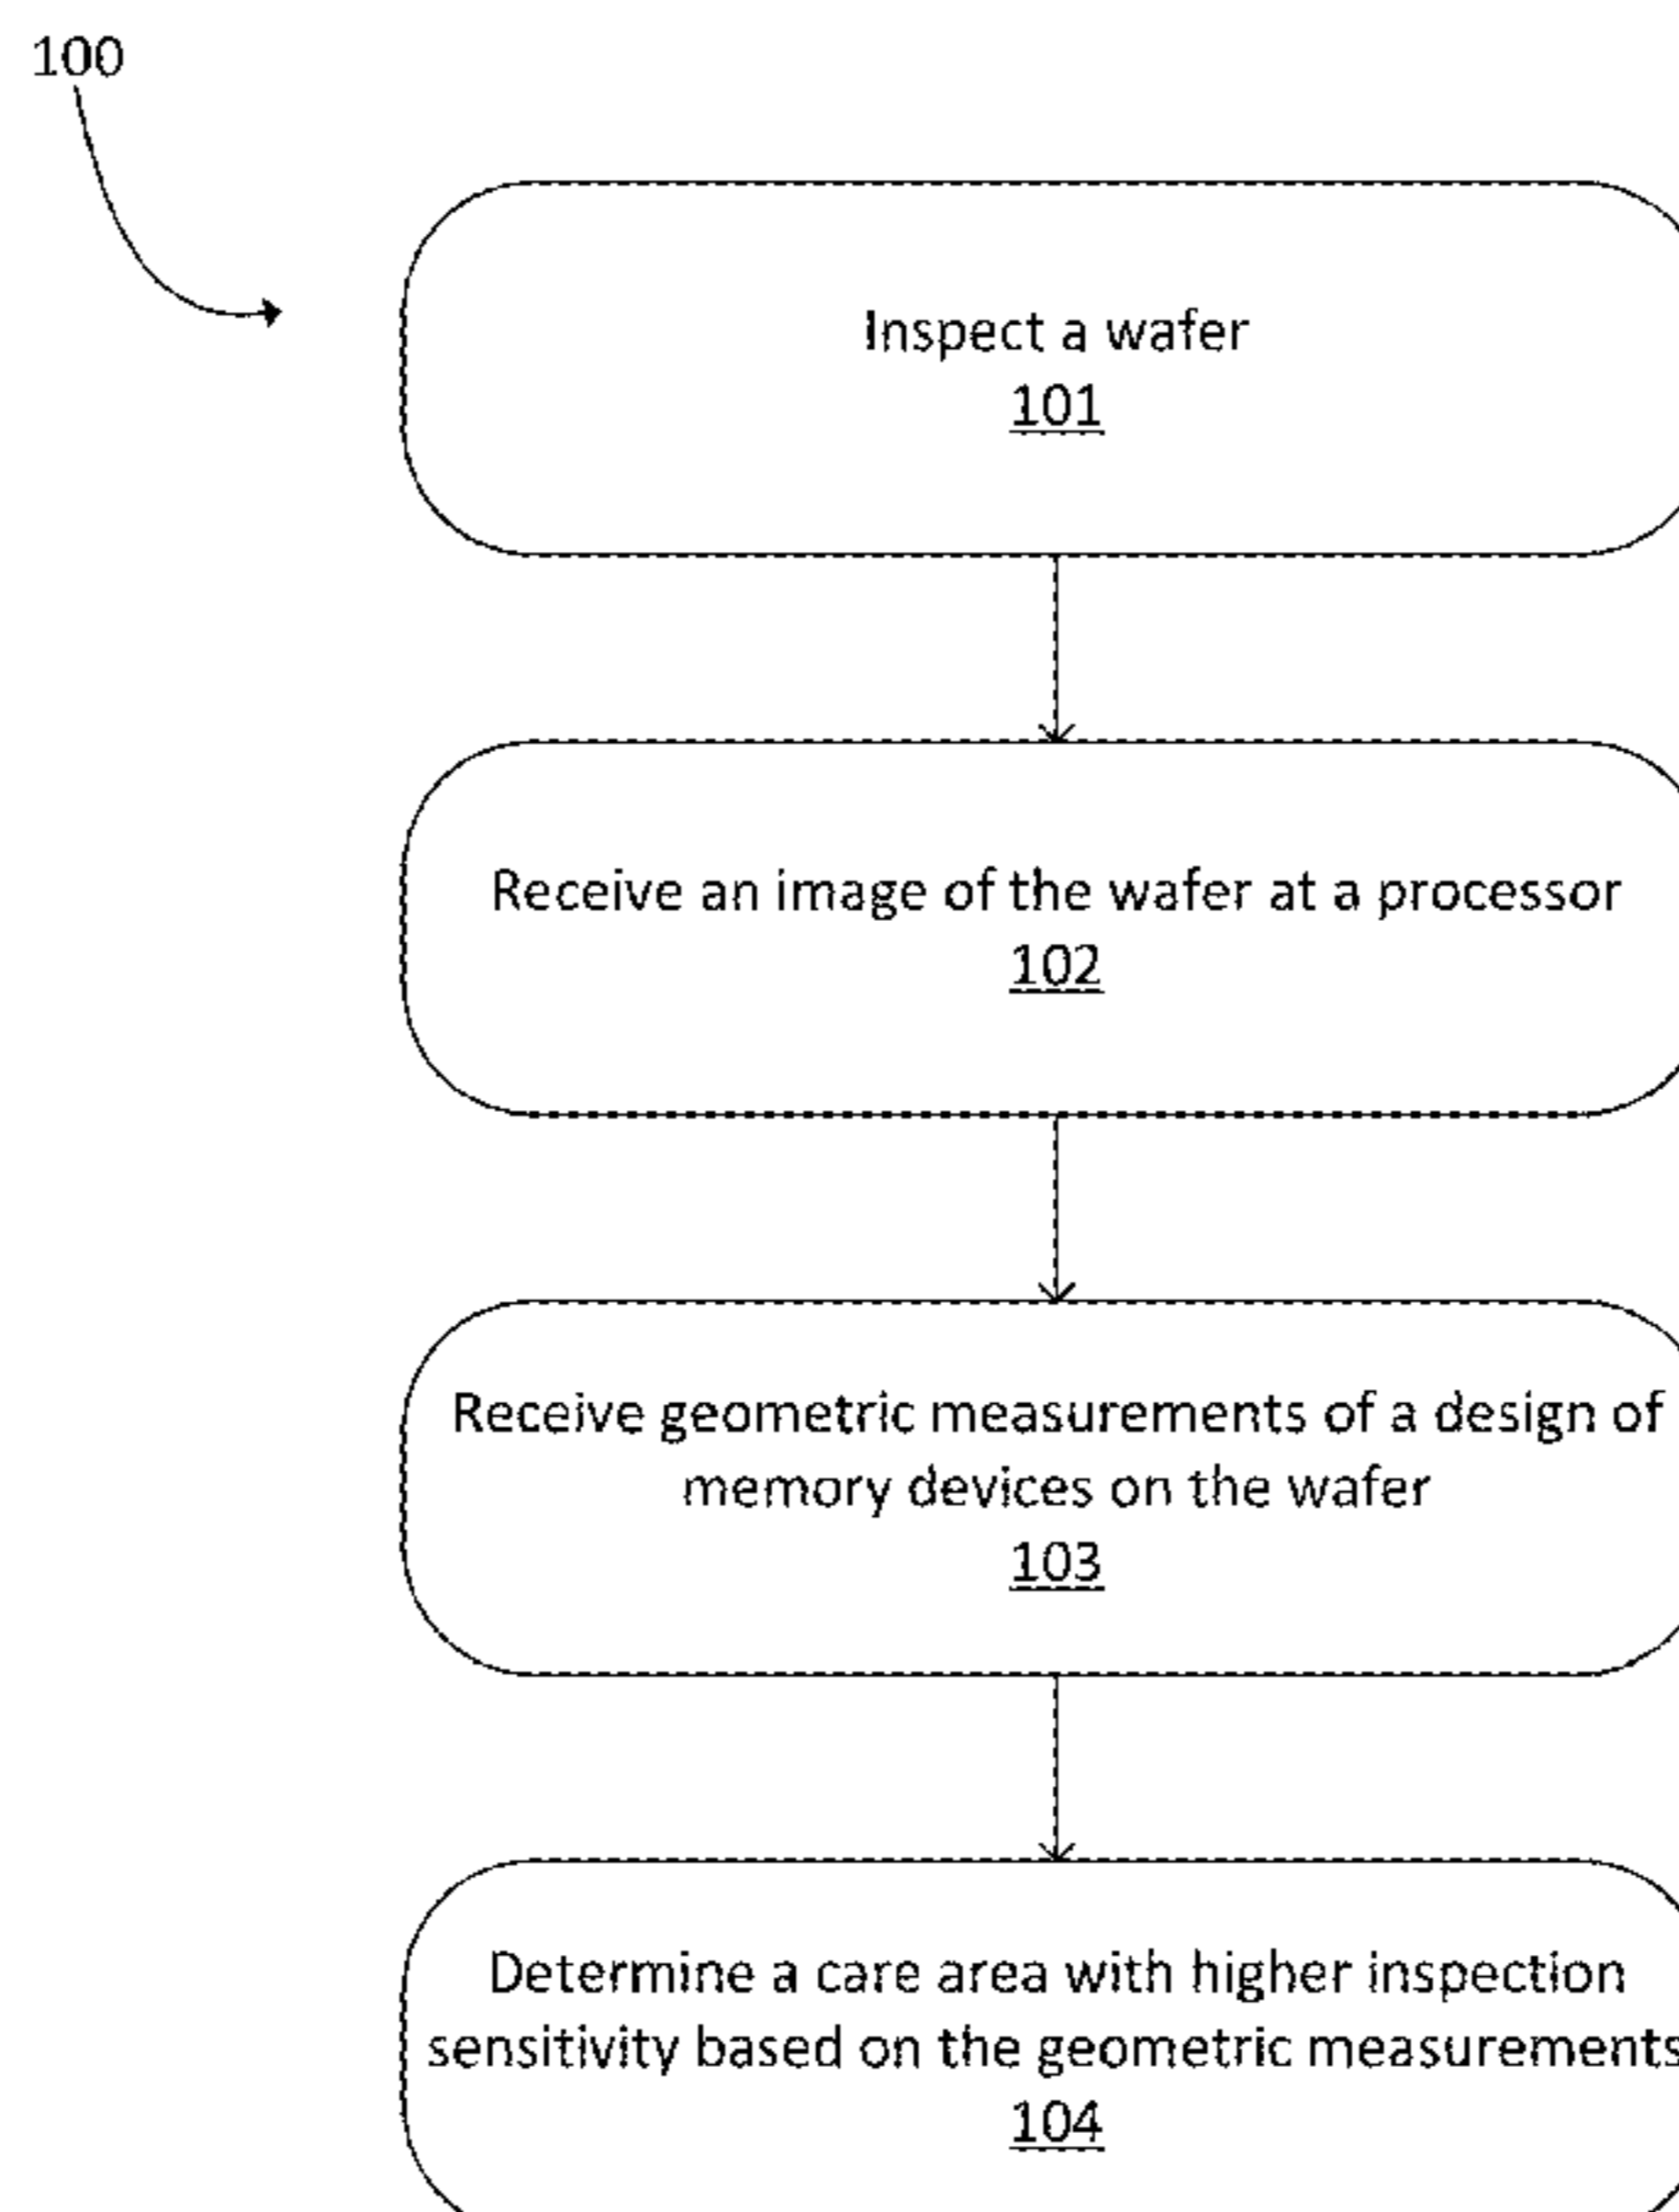 100
Inspect a wafer
101
Receive an image of the wafer at a processor
102
Receive geometric measurements of a design of
memory devices on the wafer
103
Determine a care area with higher inspection
sensitivity based on the geometric measurements
104